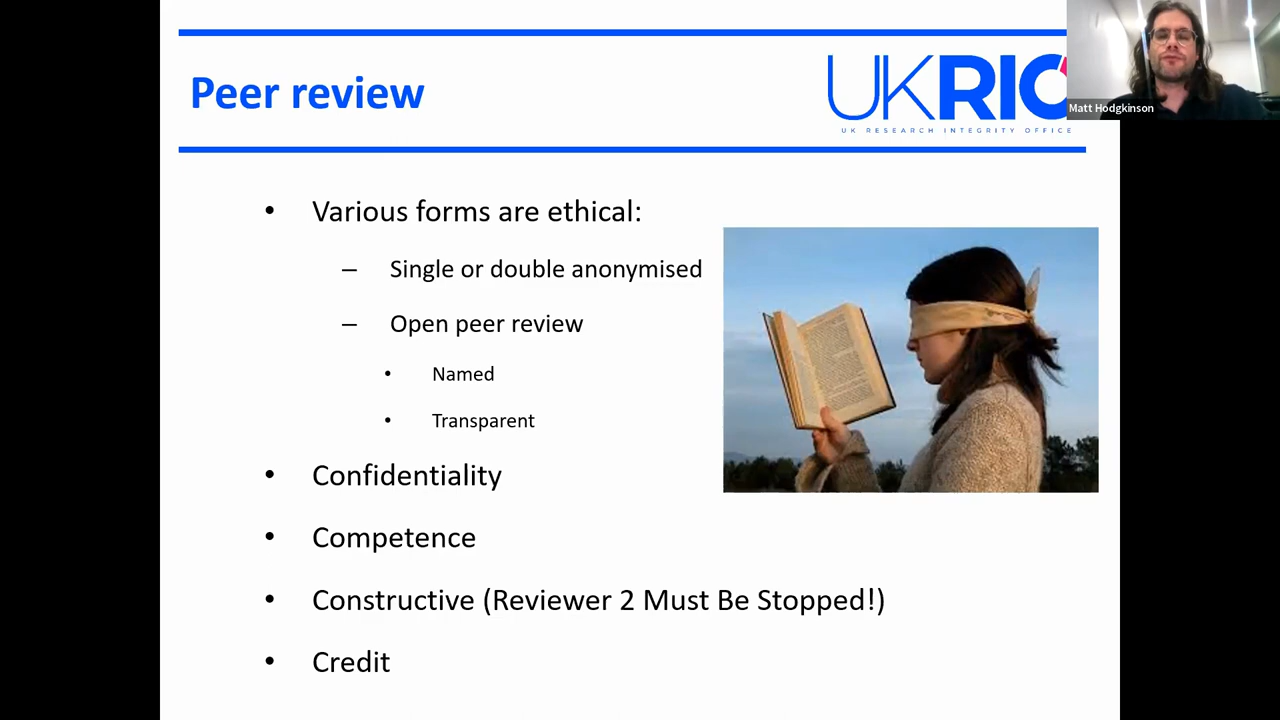 Peer review
UKRIO
UK RESEARCH INTEGRITY OFFICE
Matt Hodgkinson
• Various forms are ethical:
– Single or double anonymised
– Open peer review
• Named
• Transparent
• Confidentiality
• Competence
• Constructive (Reviewer 2 Must Be Stopped!)
• Credit